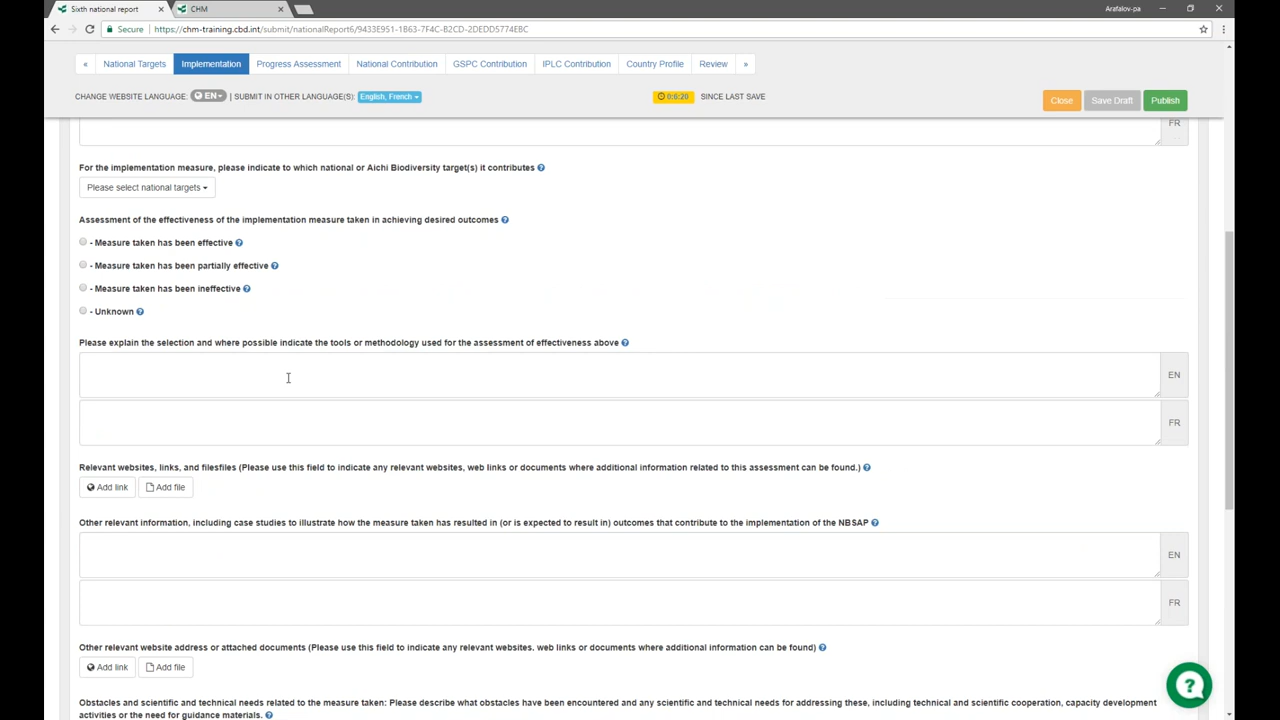 Sixth national report
CHM
Arafalov-pa
Secure
https://chm-training.cbd.int/submit/nationalReport6/9433E951-1B63-7F4C-B2CD-2DEDD5774EBC
«
National Targets
Implementation
Progress Assessment
National Contribution
GSPC Contribution
IPLC Contribution
Country Profile
Review
»
CHANGE WEBSITE LANGUAGE: EN | SUBMIT IN OTHER LANGUAGE(S): English, French
0:6:20 SINCE LAST SAVE
Close
Save Draft
Publish
FR
For the implementation measure, please indicate to which national or Aichi Biodiversity target(s) it contributes ?
Please select national targets
Assessment of the effectiveness of the implementation measure taken in achieving desired outcomes ?
- Measure taken has been effective ?
- Measure taken has been partially effective ?
- Measure taken has been ineffective ?
- Unknown ?
Please explain the selection and where possible indicate the tools or methodology used for the assessment of effectiveness above ?
EN
FR
Relevant websites, links, and filesfiles (Please use this field to indicate any relevant websites, web links or documents where additional information related to this assessment can be found.) ?
Add link
Add file
Other relevant information, including case studies to illustrate how the measure taken has resulted in (or is expected to result in) outcomes that contribute to the implementation of the NBSAP ?
EN
FR
Other relevant website address or attached documents (Please use this field to indicate any relevant websites, web links or documents where additional information can be found) ?
Add link
Add file
Obstacles and scientific and technical needs related to the measure taken: Please describe what obstacles have been encountered and any scientific and technical needs for addressing these, including technical and scientific cooperation, capacity development
activities or the need for guidance materials. ?
?